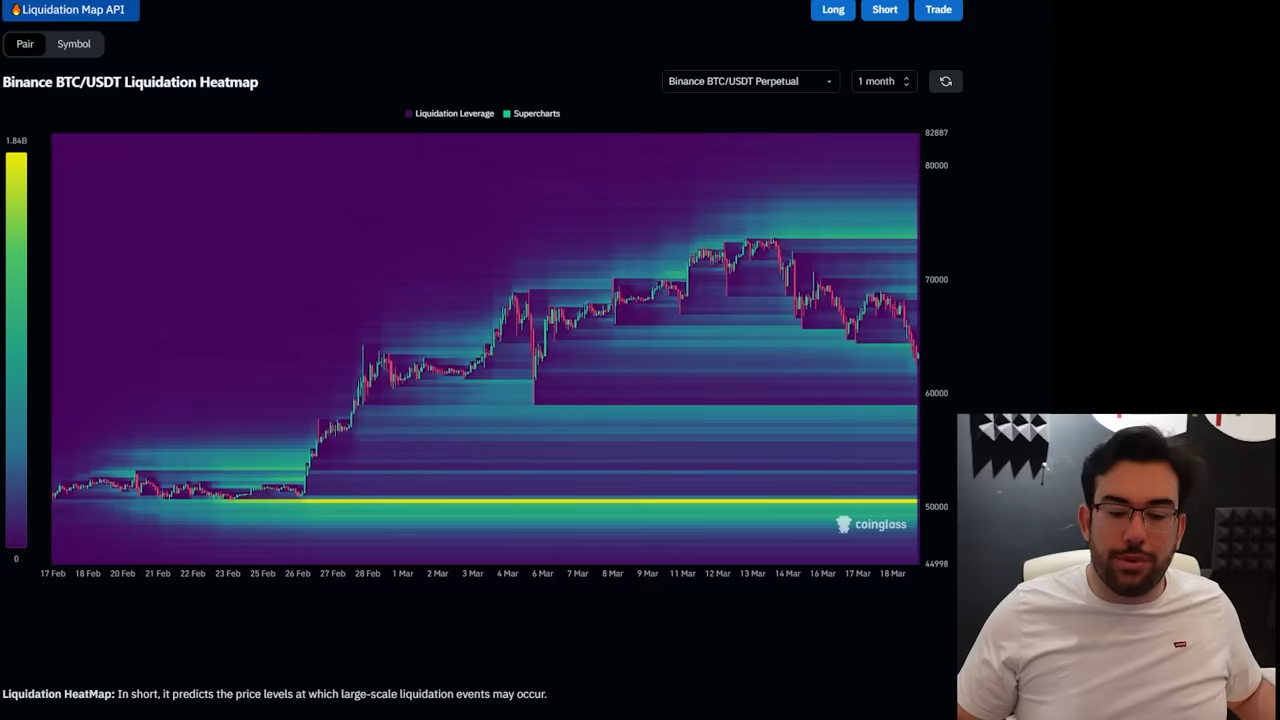 🔥Liquidation Map API
Long Short Trade
Pair Symbol
Binance BTC/USDT Liquidation Heatmap
Binance BTC/USDT Perpetual
1 month
Liquidation Leverage Supercharts
1.84B
82887
80000
70000
60000
50000
coinglass
0
44998
17 Feb 18 Feb 20 Feb 21 Feb 22 Feb 23 Feb 25 Feb 26 Feb 27 Feb 28 Feb 1 Mar 2 Mar 3 Mar 4 Mar 6 Mar 7 Mar 8 Mar 9 Mar 11 Mar 12 Mar 13 Mar 14 Mar 16 Mar 17 Mar 18 Mar
Liquidation HeatMap: In short, it predicts the price levels at which large-scale liquidation events may occur.